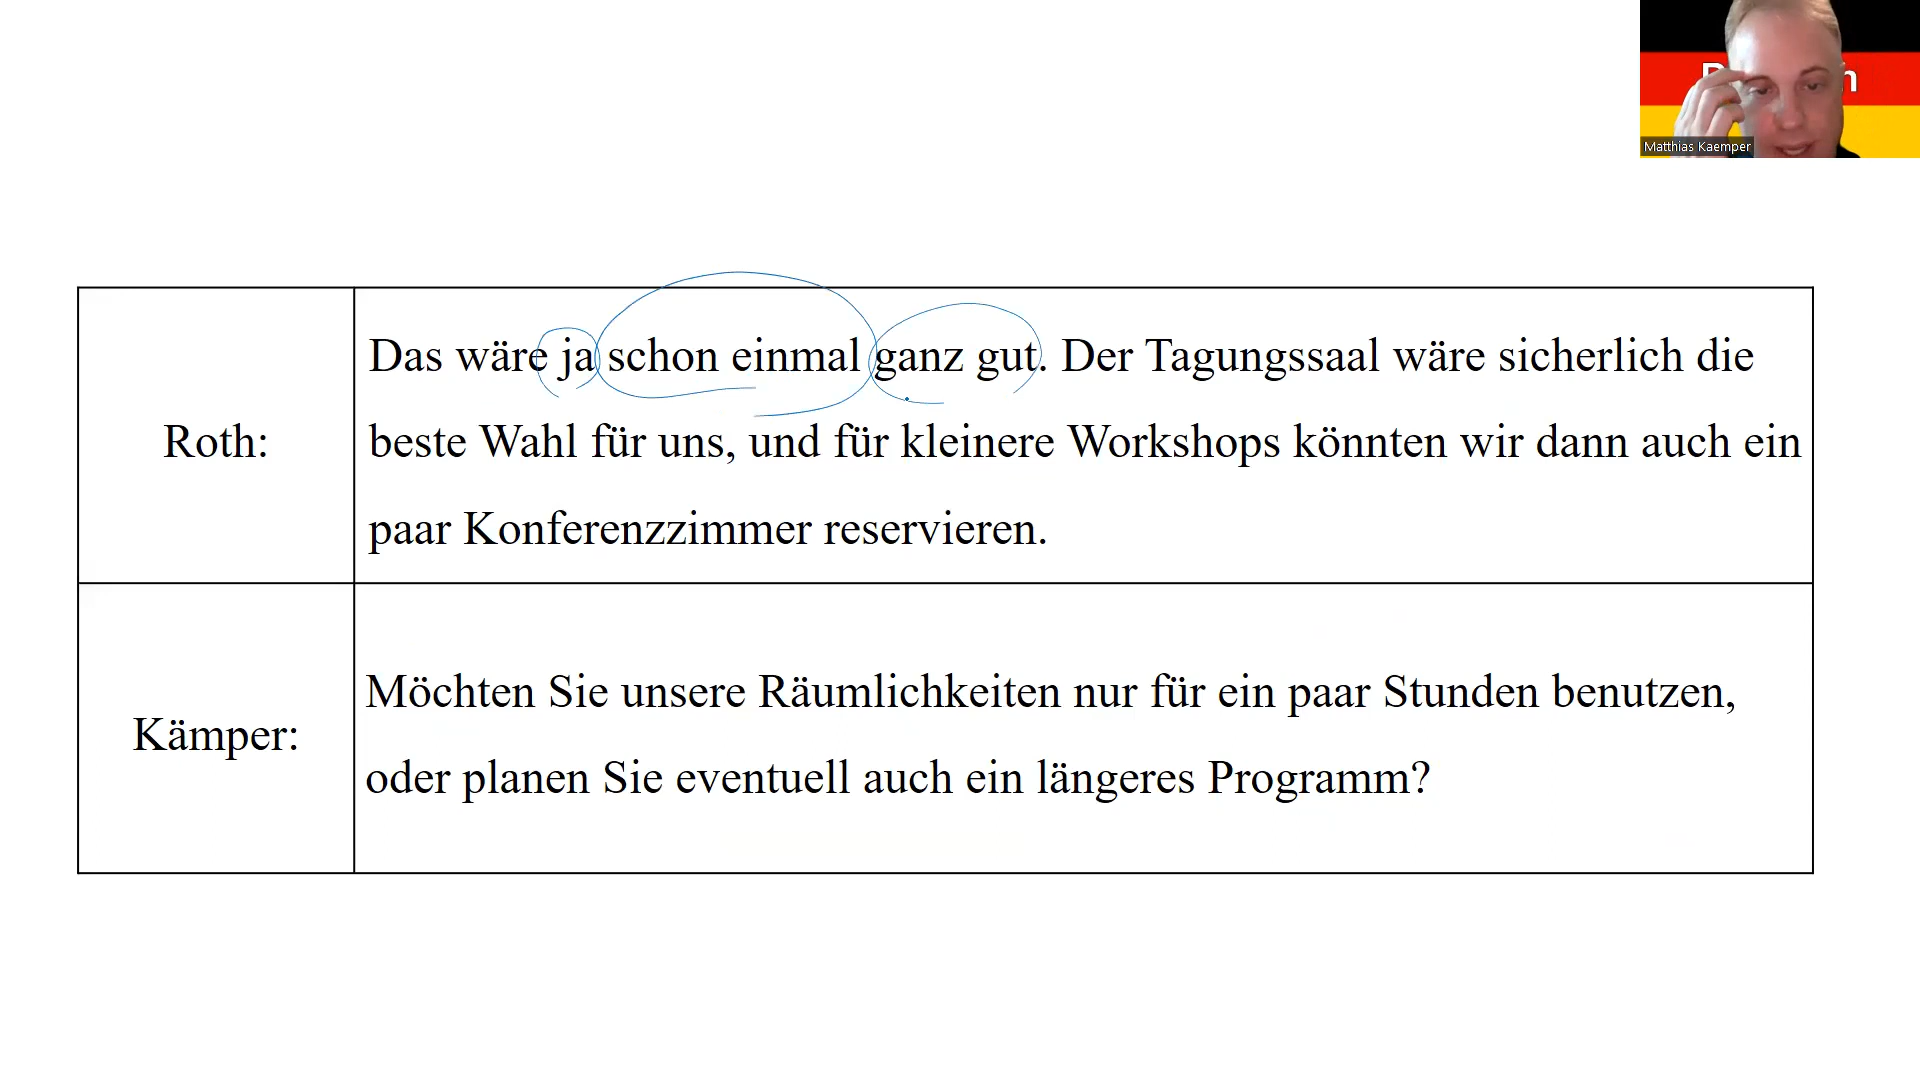 Matthias Kaemper
Roth:
Das wäre ja schon einmal ganz gut. Der Tagungssaal wäre sicherlich die
beste Wahl für uns, und für kleinere Workshops könnten wir dann auch ein
paar Konferenzzimmer reservieren.
Kämper:
Möchten Sie unsere Räumlichkeiten nur für ein paar Stunden benutzen,
oder planen Sie eventuell auch ein längeres Programm?